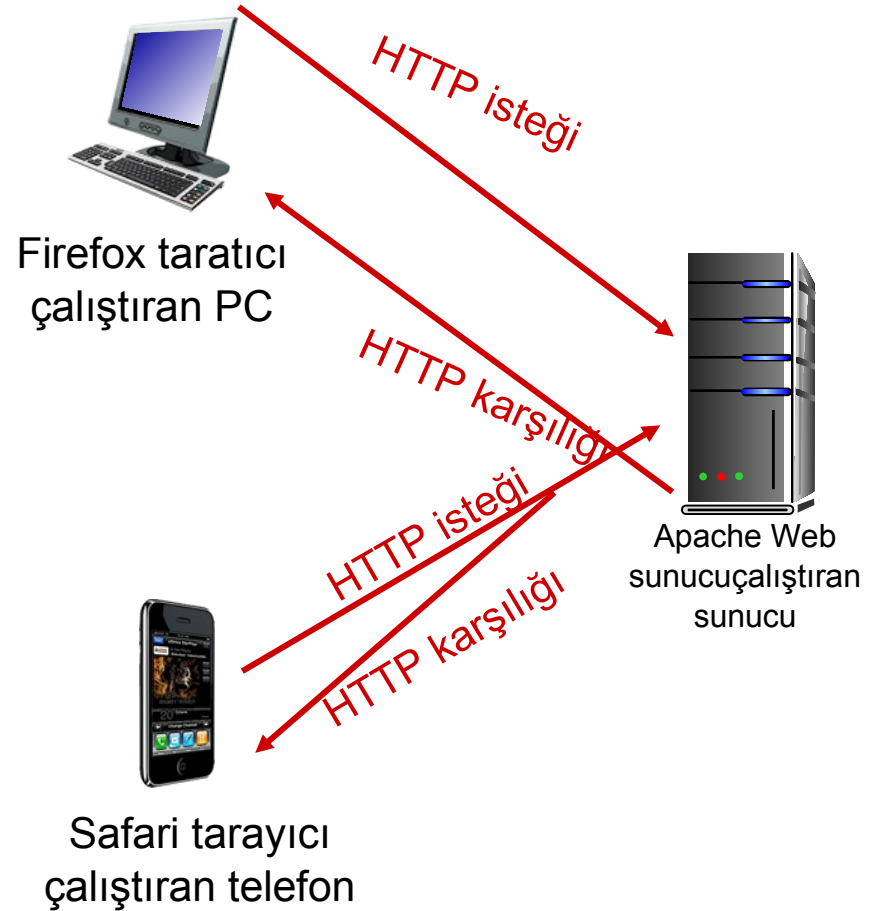 HTTP isteği
Firefox taratıcı
çalıştıran PC
HTTP karşılığı
HTTP isteği
Apache Web
sunucuçalıştıran
sunucu
HTTP karşılığı
Safari tarayıcı
çalıştıran telefon